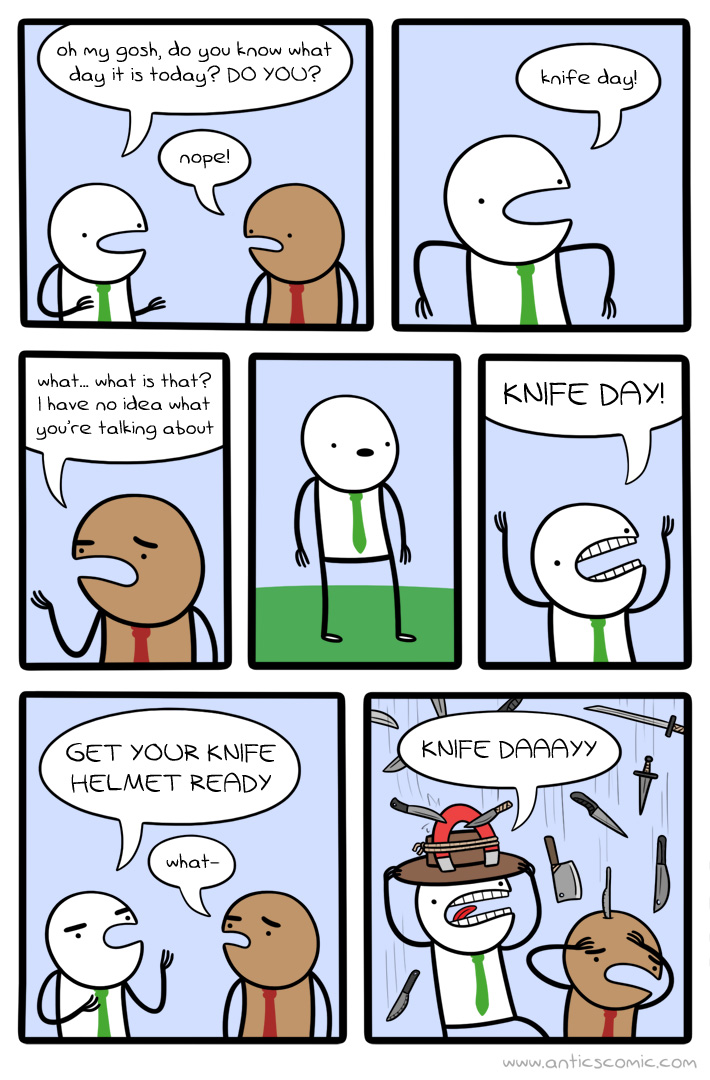 oh my gosh, do you know what
day it is today? DO YOU?
nope!
knife day!
what... what is that?
I have no idea what
you're talking about
KNIFE DAY!
GET YOUR KNIFE
HELMET READY
what-
KNIFE DAAAYY
www.anticscomic.com